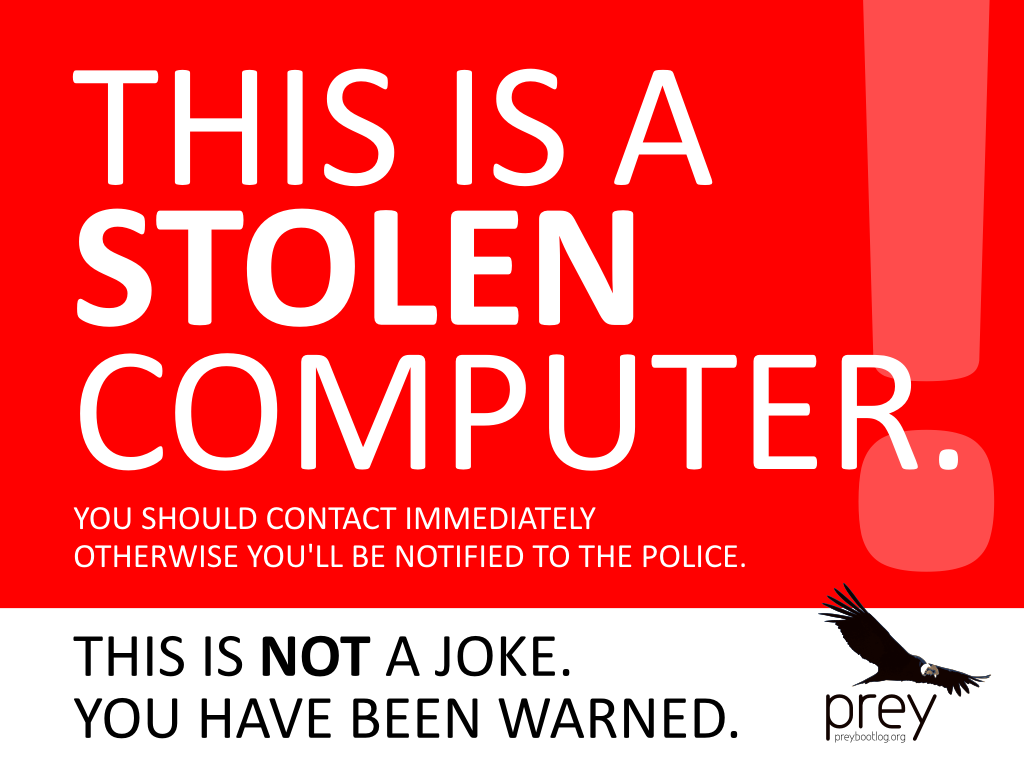 THIS IS A
STOLEN
COMPUTER.
YOU SHOULD CONTACT IMMEDIATELY
OTHERWISE YOU'LL BE NOTIFIED TO THE POLICE.
THIS IS NOT A JOKE.
YOU HAVE BEEN WARNED.
prey
preybootlog.org